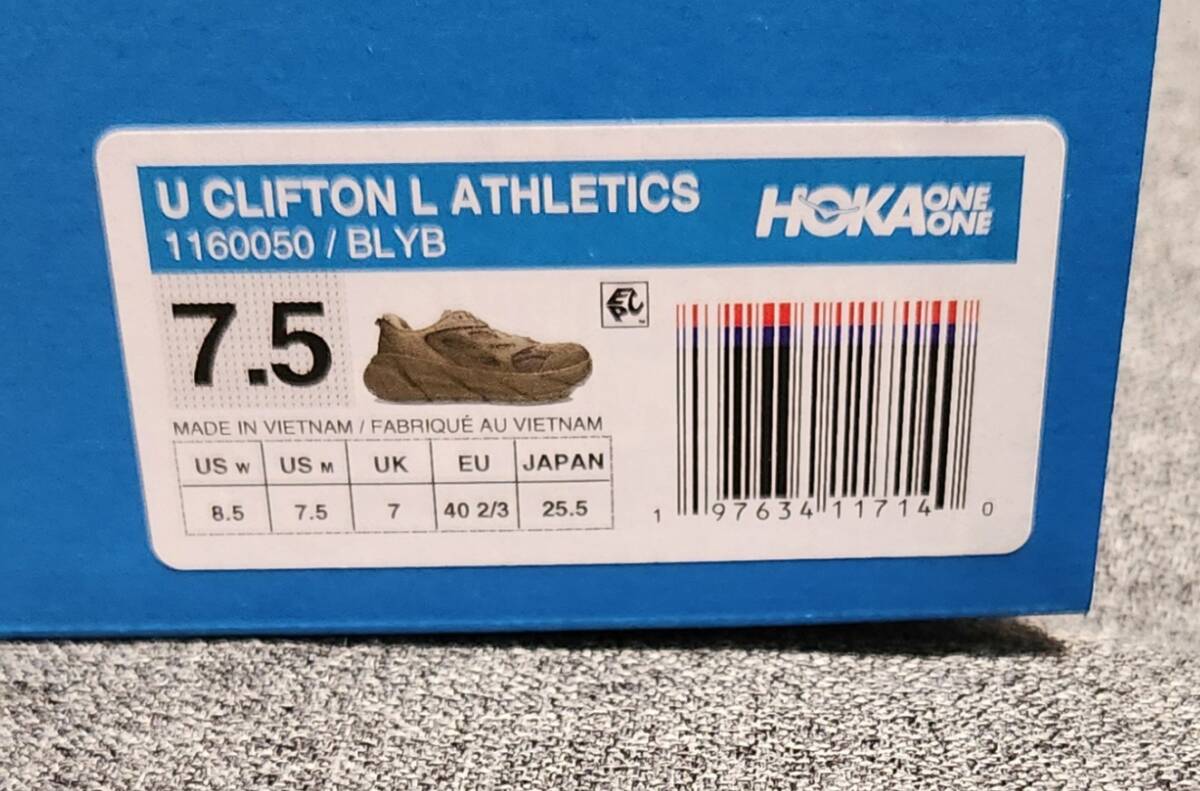 U CLIFTON L ATHLETICS
1160050 / BLYB
HOKA ONE ONE
7.5
MADE IN VIETNAM / FABRIQUÉ AU VIETNAM
US W US M UK EU JAPAN
8.5 7.5 7 40 2/3 25.5
1 97634 11714 0